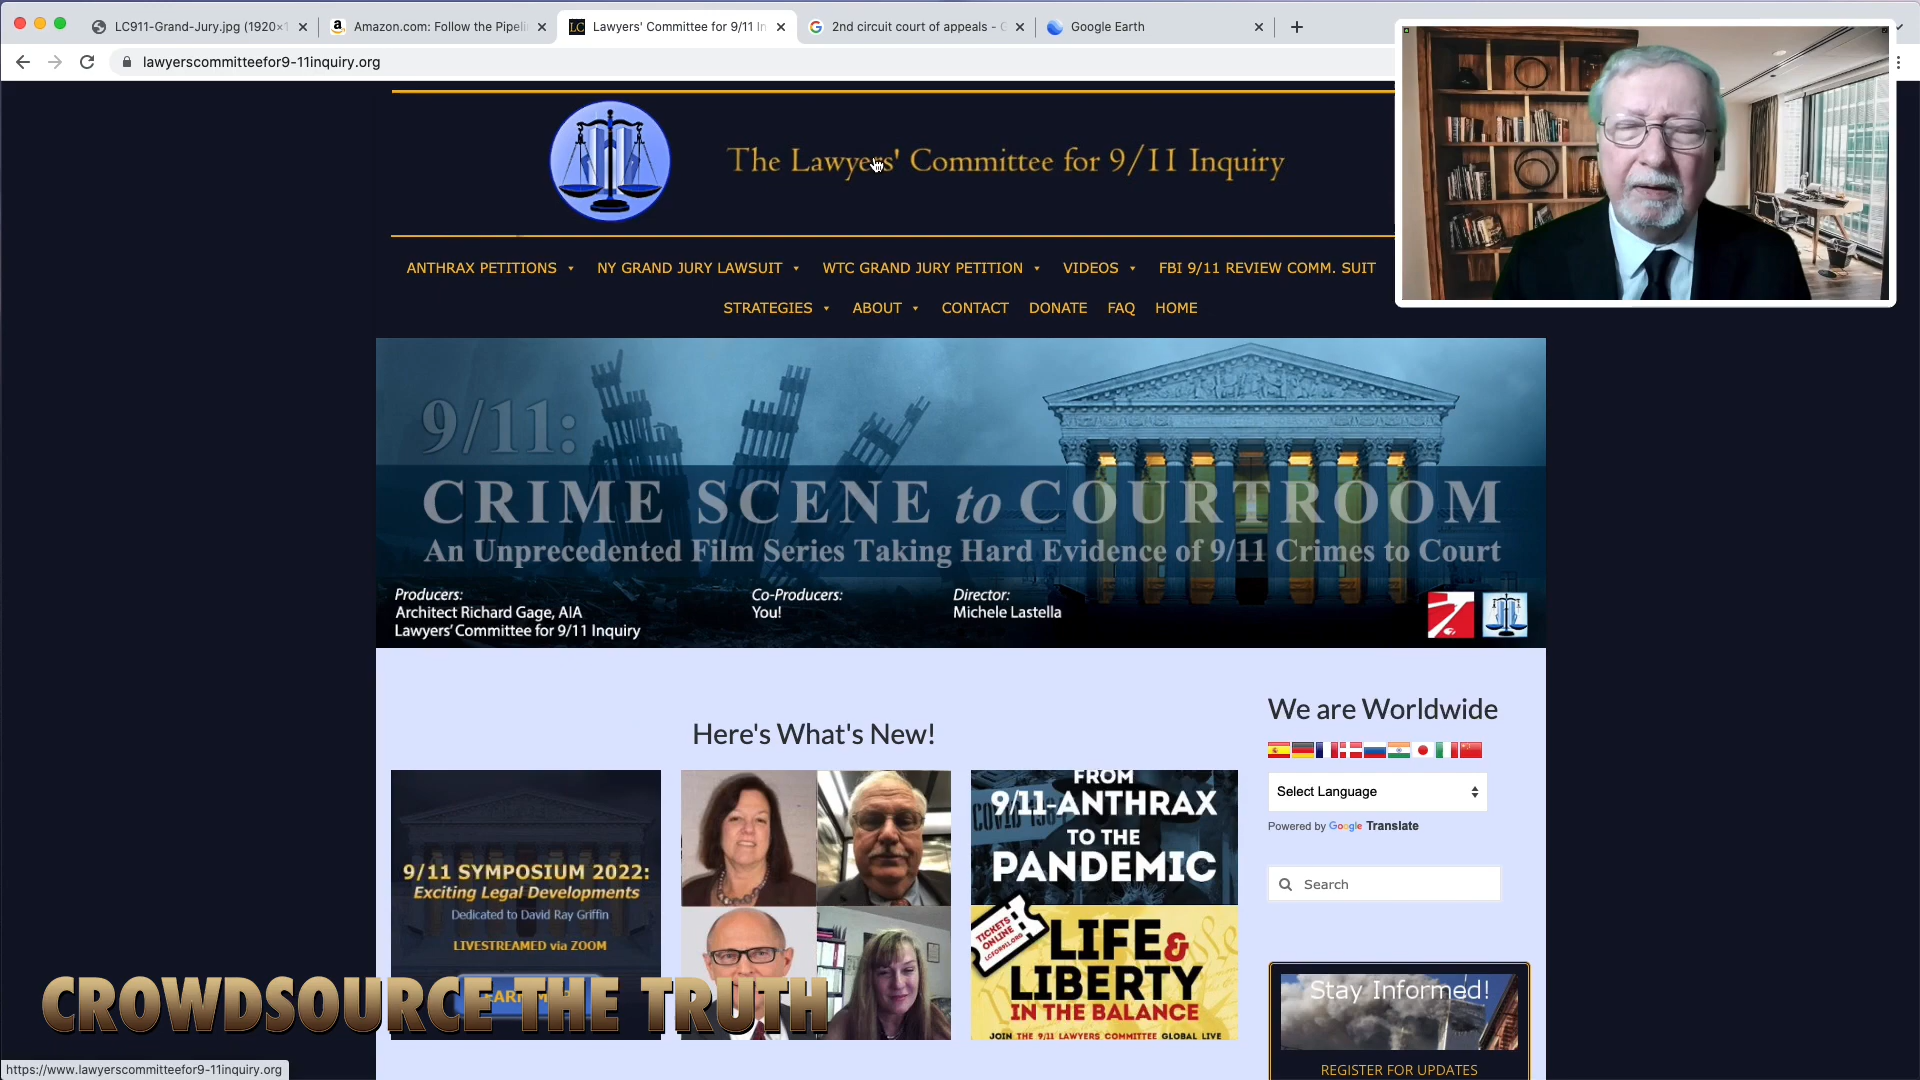 LC911-Grand-Jury.jpg (1920×1
Amazon.com: Follow the Pipelin
LC
Lawyers' Committee for 9/11 In
2nd circuit court of appeals - G
Google Earth
lawyerscommitteefor9-11inquiry.org
The Lawyers' Committee for 9/11 Inquiry
ANTHRAX PETITIONS NY GRAND JURY LAWSUIT WTC GRAND JURY PETITION VIDEOS FBI 9/11 REVIEW COMM. SUIT
STRATEGIES ABOUT CONTACT DONATE FAQ HOME
9/11:
CRIME SCENE to COURTROOM
An Unprecedented Film Series Taking Hard Evidence of 9/11 Crimes to Court
Producers:
Architect Richard Gage, AIA
Lawyers' Committee for 9/11 Inquiry
Co-Producers:
You!
Director:
Michele Lastella
Here's What's New!
9/11 SYMPOSIUM 2022:
Exciting Legal Developments
Dedicated to David Ray Griffin
LIVESTREAMED via ZOOM
FROM
9/11-ANTHRAX
TO THE
PANDEMIC
TICKETS
ONLINE
LIFE &
LIBERTY
IN THE BALANCE
JOIN THE 9/11 LAWYERS COMMITTEE GLOBAL LIVE
We are Worldwide
Select Language
Powered by Google Translate
Search
Stay Informed!
REGISTER FOR UPDATES
CROWDSOURCE THE TRUTH
https://www.lawyerscommitteefor9-11inquiry.org